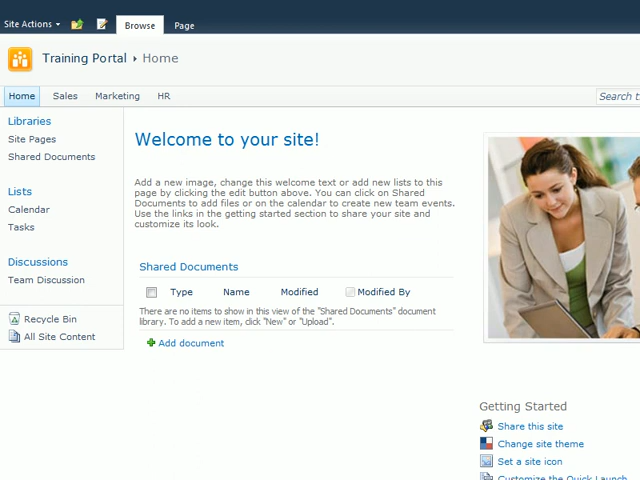 Site Actions
Browse
Page
Training Portal
Home
Home
Sales
Marketing
HR
Search t
Libraries
Site Pages
Shared Documents
Lists
Calendar
Tasks
Discussions
Team Discussion
Recycle Bin
All Site Content
Welcome to your site!
Add a new image, change this welcome text or add new lists to this
page by clicking the edit button above. You can click on Shared
Documents to add files or on the calendar to create new team events.
Use the links in the getting started section to share your site and
customize its look.
Shared Documents
Type Name Modified Modified By
There are no items to show in this view of the "Shared Documents" document
library. To add a new item, click "New" or "Upload".
Add document
Getting Started
Share this site
Change site theme
Set a site icon
Customize the Quick Launch